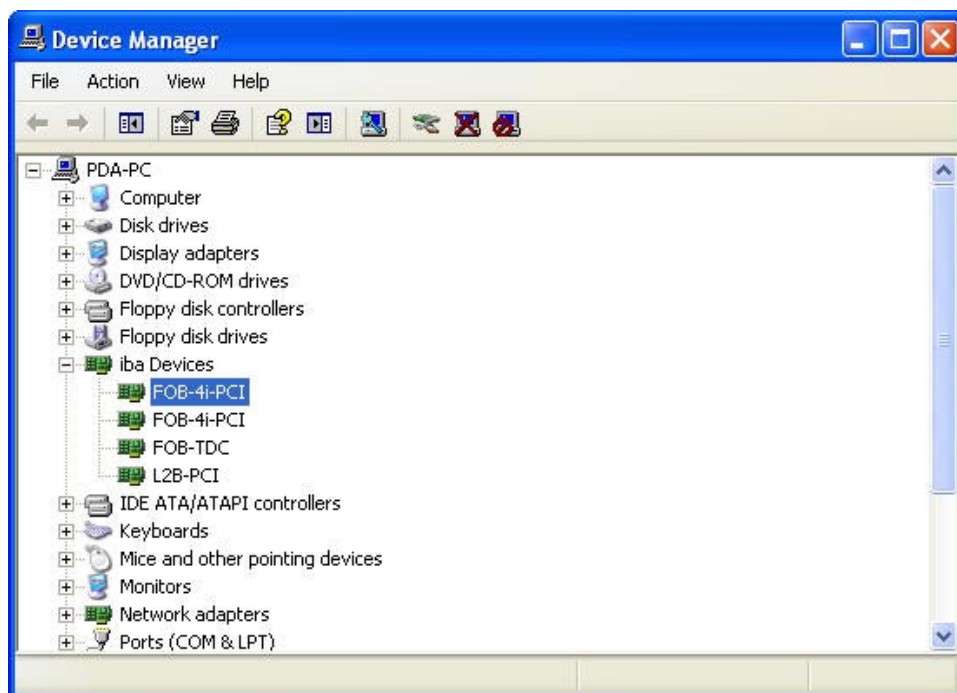 Device Manager
File Action View Help
PDA-PC
Computer
Disk drives
Display adapters
DVD/CD-ROM drives
Floppy disk controllers
Floppy disk drives
iba Devices
FOB-4i-PCI
FOB-4i-PCI
FOB-TDC
L2B-PCI
IDE ATA/ATAPI controllers
Keyboards
Mice and other pointing devices
Monitors
Network adapters
Ports (COM & LPT)